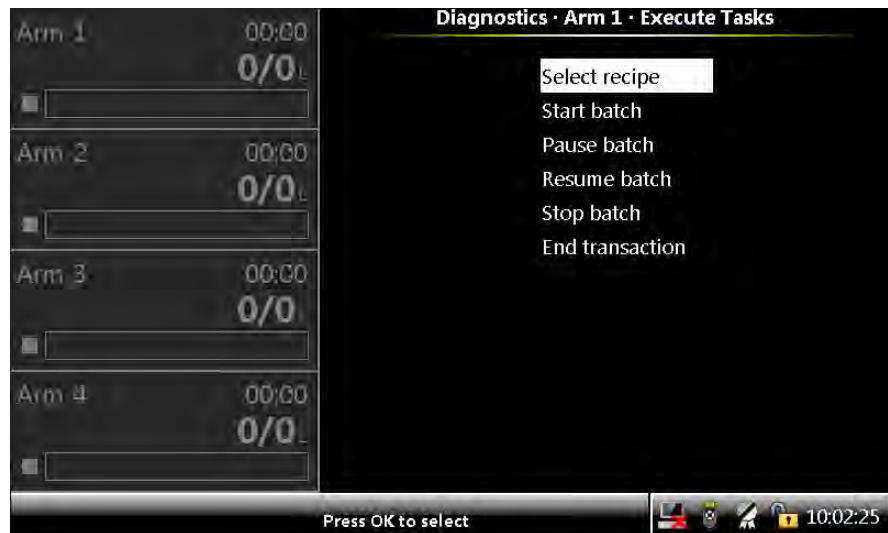 Arm 1 00:00
0/0 L
Arm 2 00:00
0/0 L
Arm 3 00:00
0/0
Arm 4 00:00
0/0
Diagnostics · Arm 1 · Execute Tasks
Select recipe
Start batch
Pause batch
Resume batch
Stop batch
End transaction
Press OK to select
10:02:25